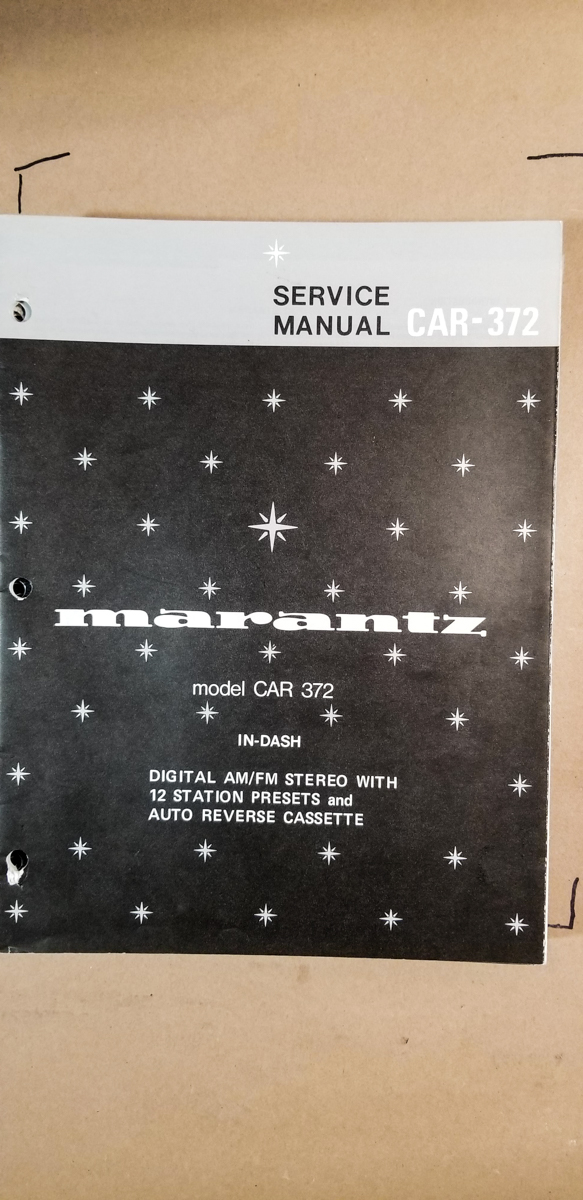 SERVICE
MANUAL CAR-372
marantz
model CAR 372
IN-DASH
DIGITAL AM/FM STEREO WITH
12 STATION PRESETS and
AUTO REVERSE CASSETTE